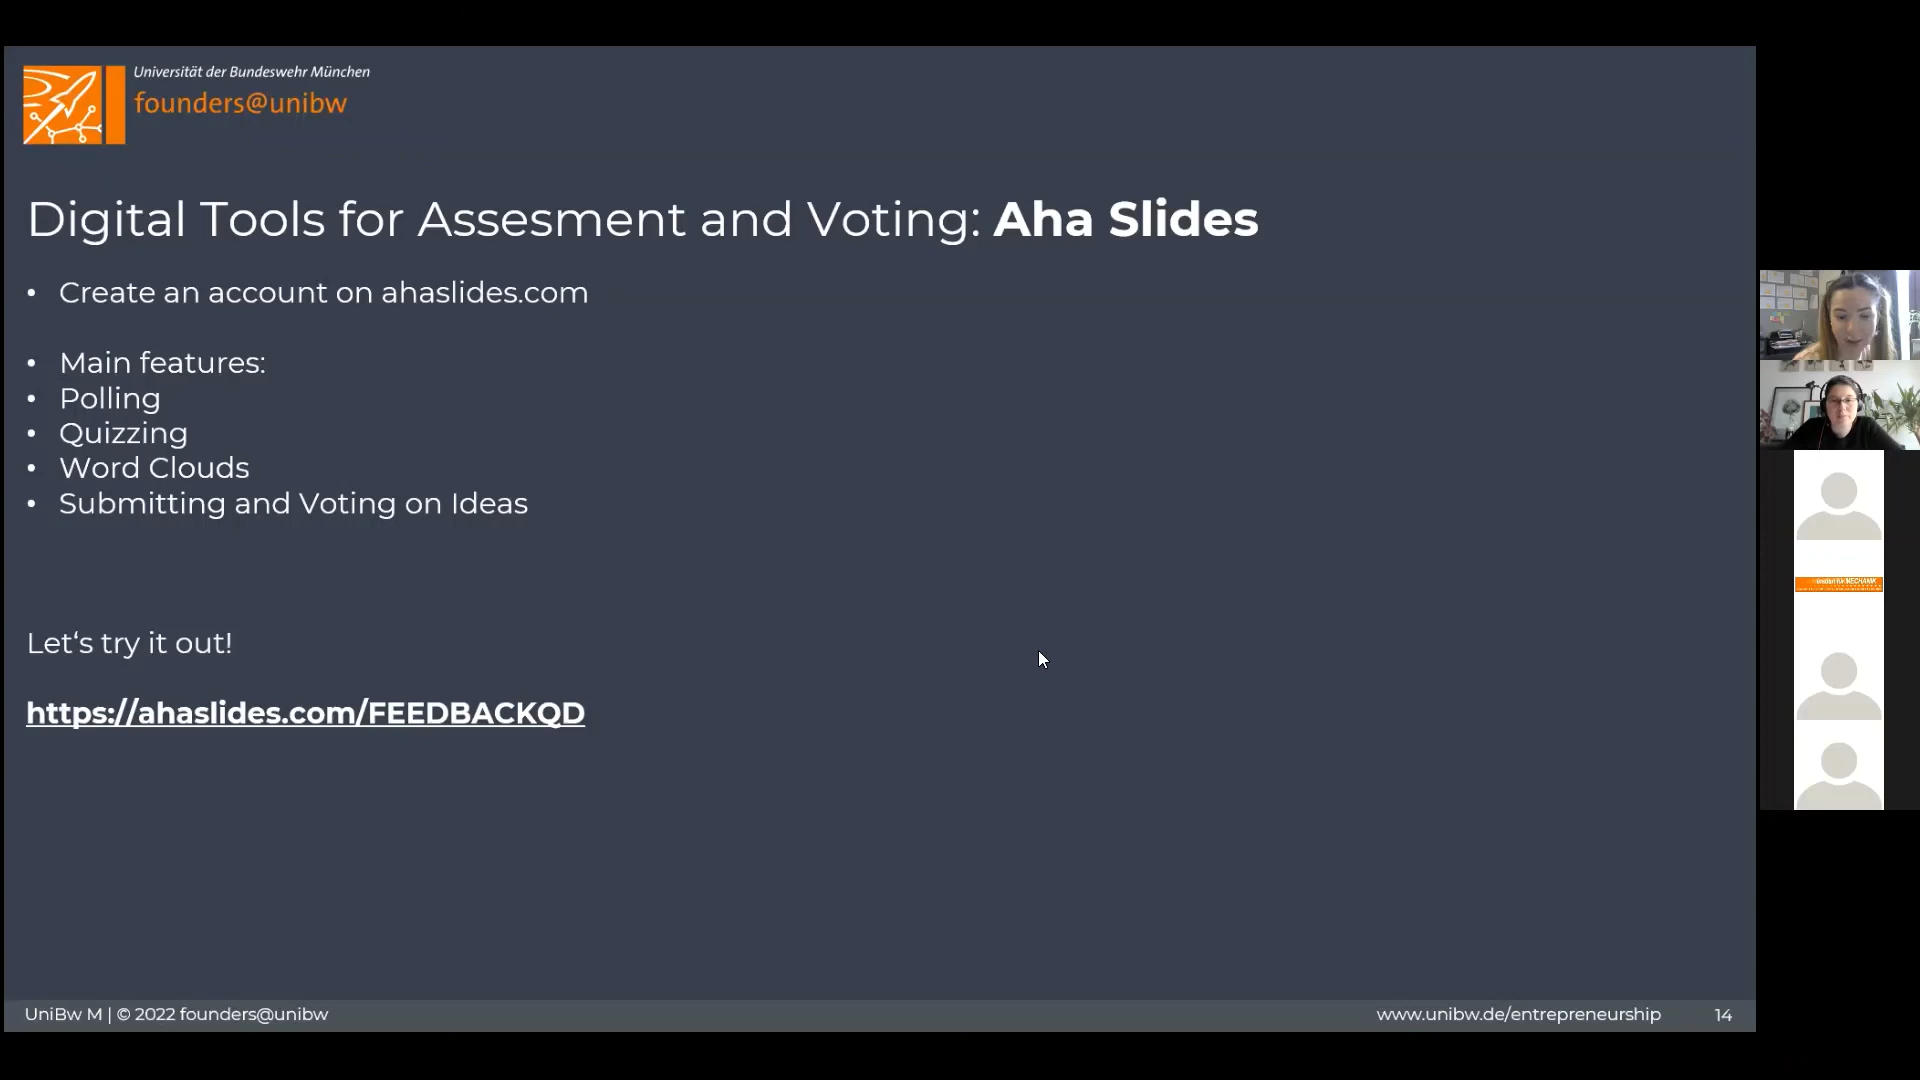 Universität der Bundeswehr München
founders@unibw
Digital Tools for Assesment and Voting: Aha Slides
• Create an account on ahaslides.com
• Main features:
• Polling
• Quizzing
• Word Clouds
• Submitting and Voting on Ideas
Let‘s try it out!
https://ahaslides.com/FEEDBACKQD
UniBw M | © 2022 founders@unibw
www.unibw.de/entrepreneurship
14